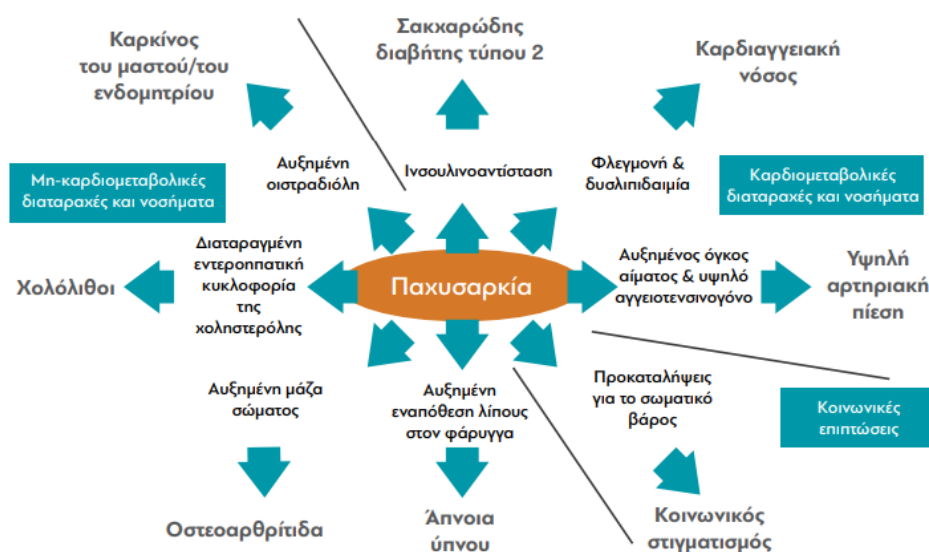 Καρκίνος
του μαστού/του
ενδομητρίου
Σακχαρώδης
διαβήτης τύπου 2
Καρδιαγγειακή
νόσος
Αυξημένη
οιστραδιόλη
Ινσουλινοαντίσταση
Φλεγμονή &
δυσλιπιδαιμία
Μη-καρδιομεταβολικές
διαταραχές και νοσήματα
Καρδιομεταβολικές
διαταραχές και νοσήματα
Χολόλιθοι
Διαταραγμένη
εντεροηπατική
κυκλοφορία
της
χοληστερόλης
Παχυσαρκία
Αυξημένος όγκος
αίματος & υψηλό
αγγειοτενσινογόνο
Υψηλή
αρτηριακή
πίεση
Αυξημένη μάζα
σώματος
Αυξημένη
εναπόθεση λίπους
στον φάρυγγα
Προκαταλήψεις
για το σωματικό
βάρος
Κοινωνικές
επιπτώσεις
Οστεοαρθρίτιδα
Άπνοια
ύπνου
Κοινωνικός
στιγματισμός